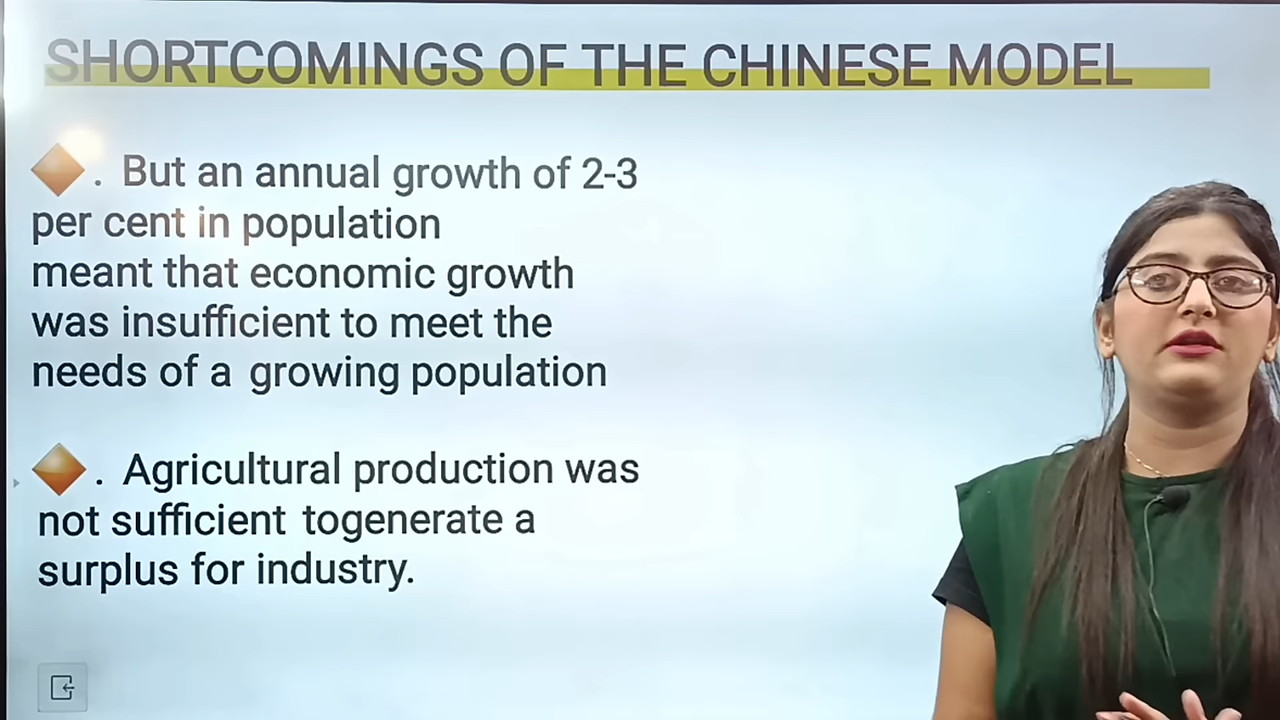 SHORTCOMINGS OF THE CHINESE MODEL
. But an annual growth of 2-3
per cent in population
meant that economic growth
was insufficient to meet the
needs of a growing population
. Agricultural production was
not sufficient togenerate a
surplus for industry.